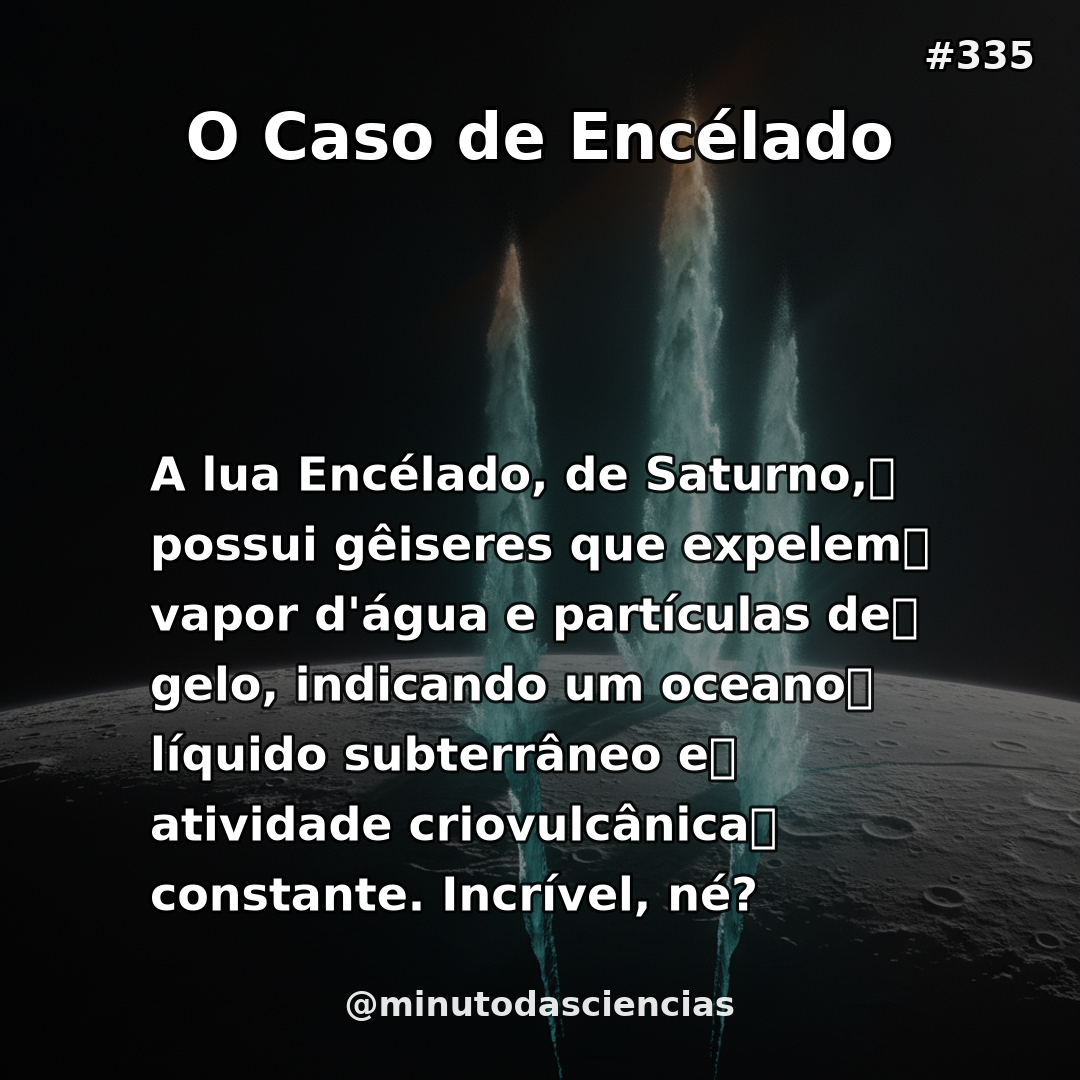 #335
O Caso de Encélado
A lua Encélado, de Saturno,▯
possui gêiseres que expelem▯
vapor d'água e partículas de▯
gelo, indicando um oceano▯
líquido subterrâneo e▯
atividade criovulcânica▯
constante. Incrível, né?
@minutodasciencias